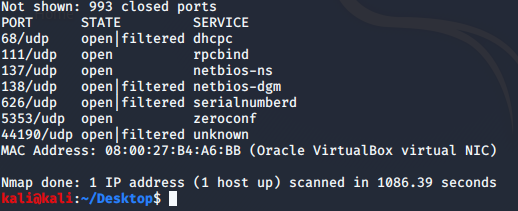 Not shown: 993 closed ports
PORT      STATE         SERVICE
68/udp    open|filtered dhcpc
111/udp   open          rpcbind
137/udp   open          netbios-ns
138/udp   open|filtered netbios-dgm
626/udp   open|filtered serialnumberd
5353/udp  open          zeroconf
44190/udp open|filtered unknown
MAC Address: 08:00:27:B4:A6:BB (Oracle VirtualBox virtual NIC)
Nmap done: 1 IP address (1 host up) scanned in 1086.39 seconds
kali@kali:~/Desktop$